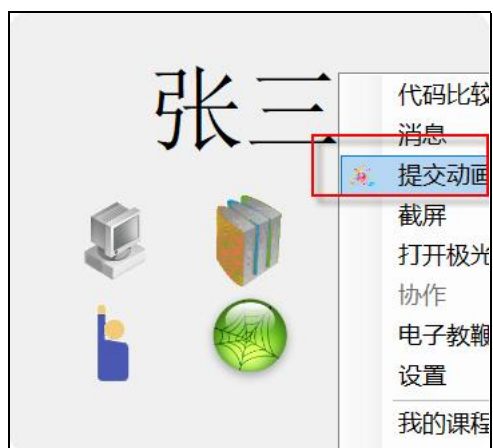 张三
代码比较
消息
提交动画
截屏
打开极光
协作
电子教鞭
设置
我的课程